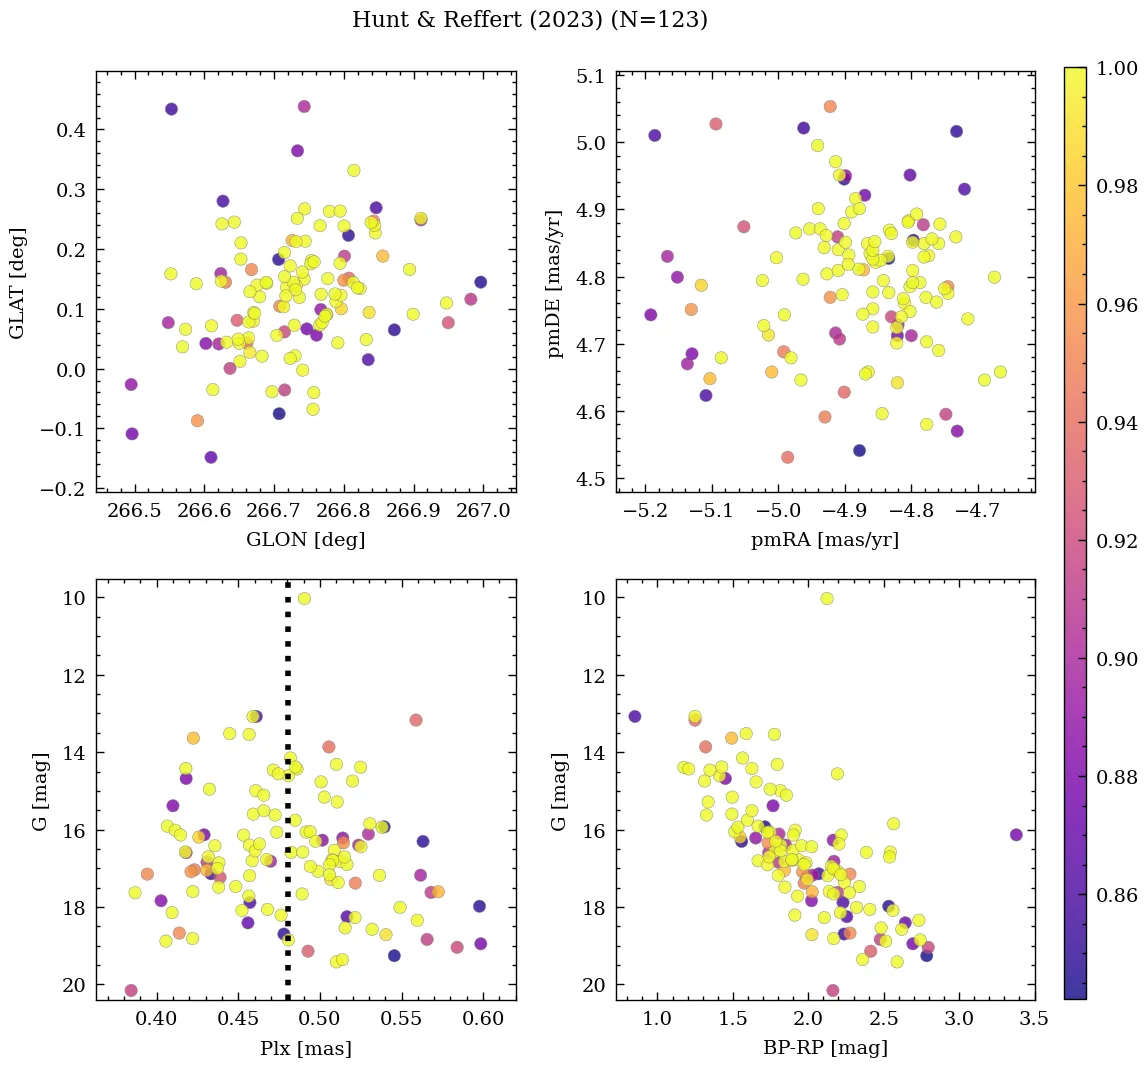 Hunt & Reffert (2023) (N=123)
0.4
0.3
0.2
0.1
0.0
−0.1
−0.2
GLAT [deg]
266.5 266.6 266.7 266.8 266.9 267.0
GLON [deg]
5.1
5.0
4.9
4.8
4.7
4.6
4.5
pmDE [mas/yr]
−5.2 −5.1 −5.0 −4.9 −4.8 −4.7
pmRA [mas/yr]
10
12
14
16
18
20
G [mag]
0.40 0.45 0.50 0.55 0.60
Plx [mas]
10
12
14
16
18
20
G [mag]
1.0 1.5 2.0 2.5 3.0 3.5
BP-RP [mag]
1.00
0.98
0.96
0.94
0.92
0.90
0.88
0.86